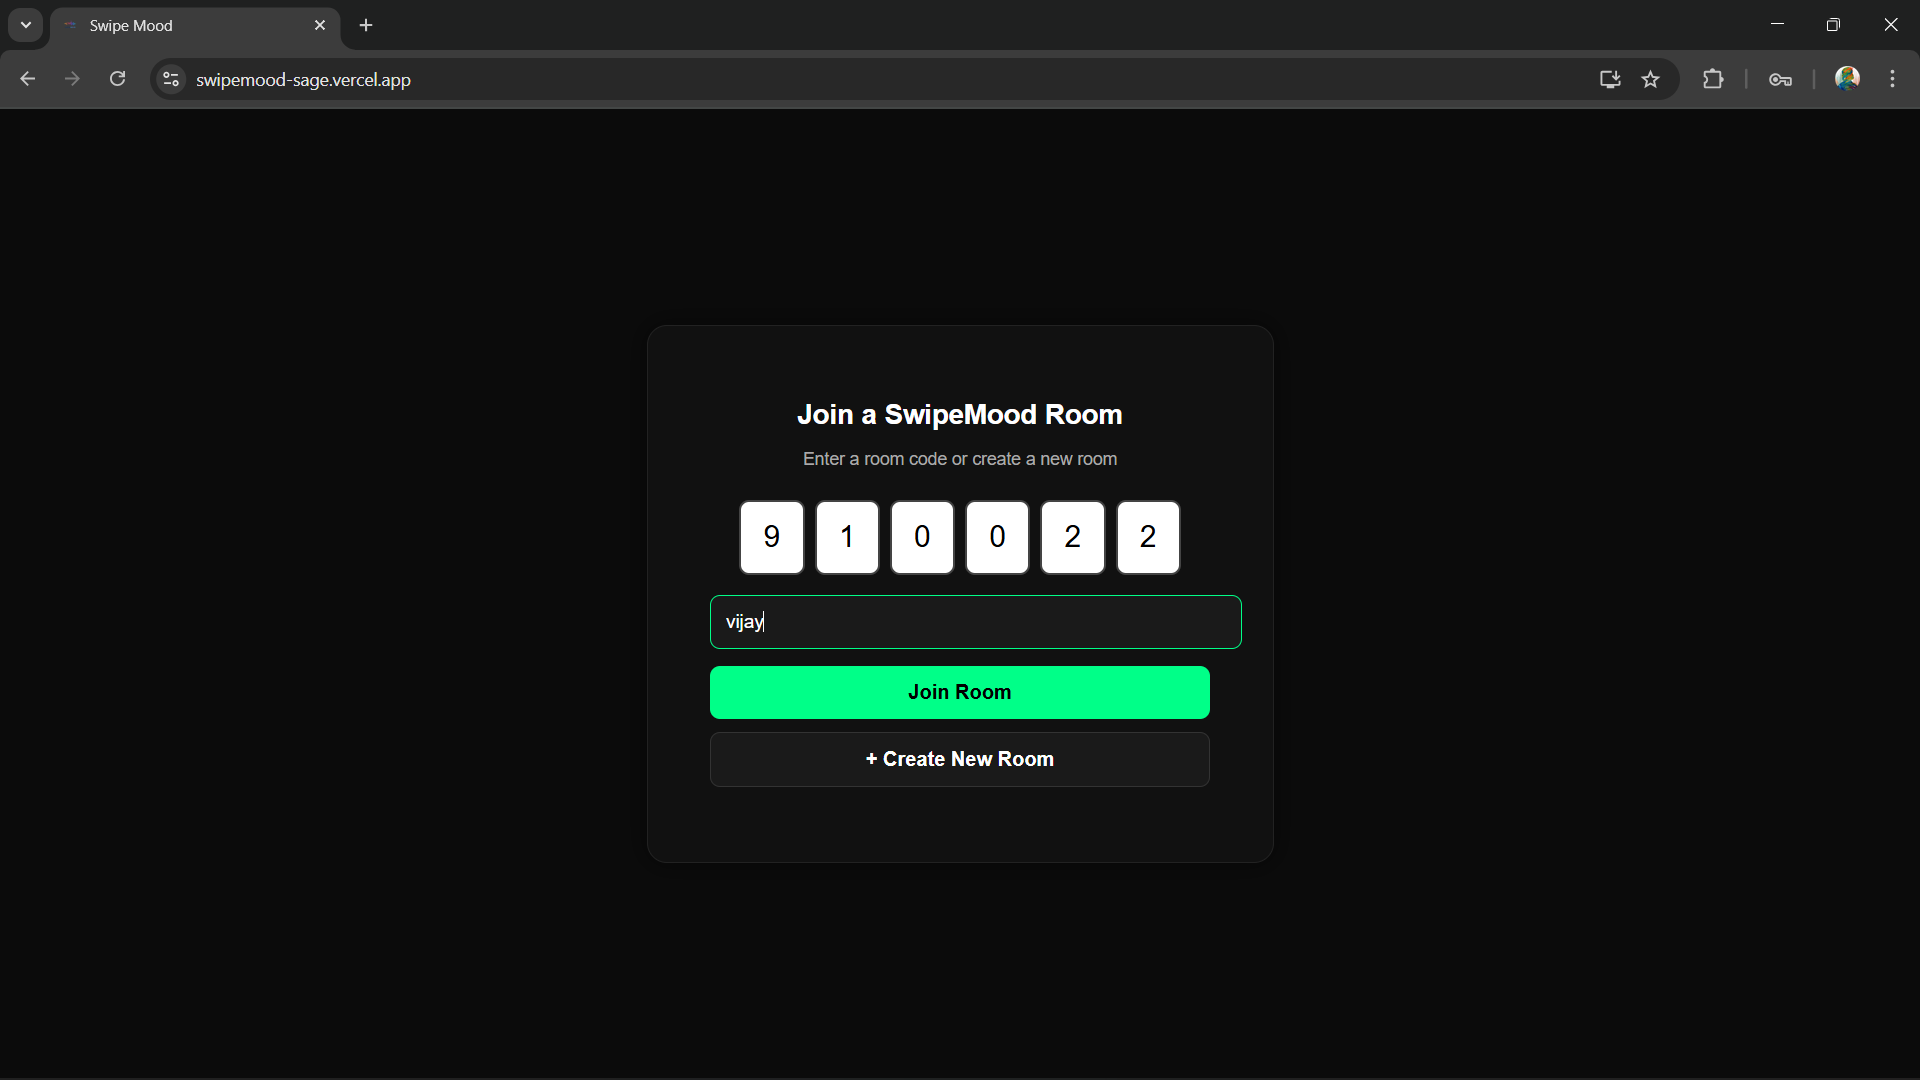 Swipe Mood
swipemood-sage.vercel.app
Join a SwipeMood Room
Enter a room code or create a new room
9 1 0 0 2 2
vijay
Join Room
+ Create New Room